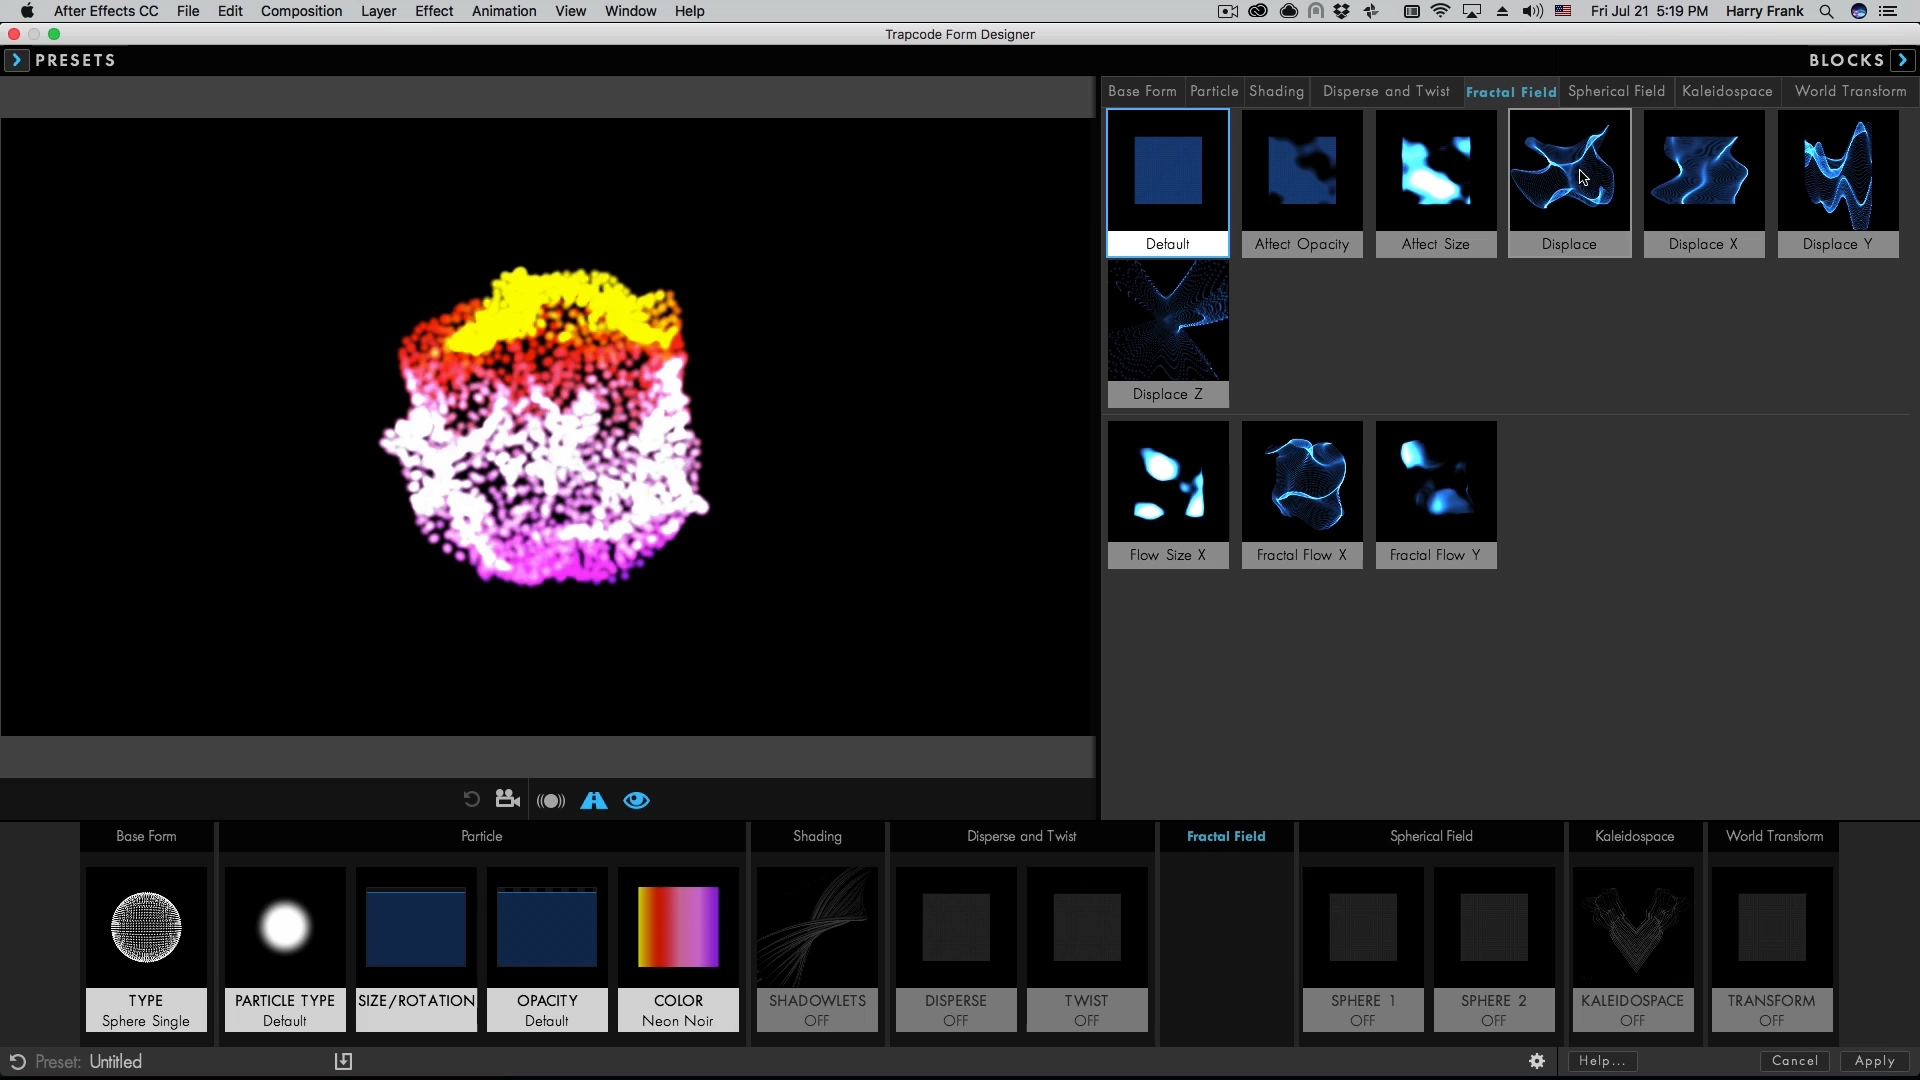 After Effects CC File Edit Composition Layer Effect Animation View Window Help Fri Jul 21 5:19 PM Harry Frank
Trapcode Form Designer
PRESETS BLOCKS
Base Form Particle Shading Disperse and Twist Fractal Field Spherical Field Kaleidospace World Transform
Default Affect Opacity Affect Size Displace Displace X Displace Y
Displace Z
Flow Size X Fractal Flow X Fractal Flow Y
Base Form Particle Shading Disperse and Twist Fractal Field Spherical Field Kaleidospace World Transform
TYPE PARTICLE TYPE SIZE/ROTATION OPACITY COLOR SHADOWLETS DISPERSE TWIST SPHERE 1 SPHERE 2 KALEIDOSPACE TRANSFORM
Sphere Single Default Default Neon Noir OFF OFF OFF OFF OFF OFF OFF
Preset: Untitled Help... Cancel Apply